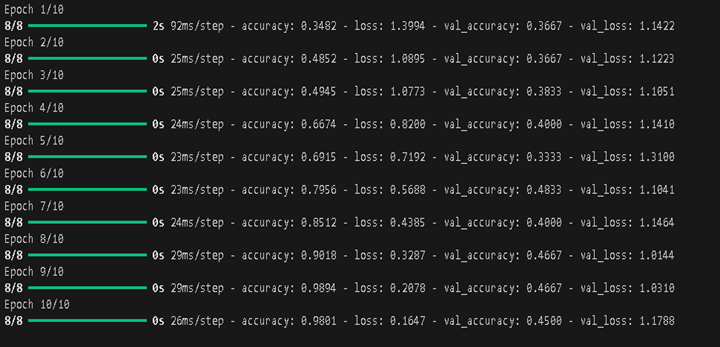 Epoch 1/10
8/8 ━━━━━━━━━━━━━━━━━━━━ 2s 92ms/step - accuracy: 0.3482 - loss: 1.3994 - val_accuracy: 0.3667 - val_loss: 1.1422
Epoch 2/10
8/8 ━━━━━━━━━━━━━━━━━━━━ 0s 25ms/step - accuracy: 0.4852 - loss: 1.0895 - val_accuracy: 0.3667 - val_loss: 1.1223
Epoch 3/10
8/8 ━━━━━━━━━━━━━━━━━━━━ 0s 25ms/step - accuracy: 0.4945 - loss: 1.0773 - val_accuracy: 0.3833 - val_loss: 1.1051
Epoch 4/10
8/8 ━━━━━━━━━━━━━━━━━━━━ 0s 24ms/step - accuracy: 0.6674 - loss: 0.8200 - val_accuracy: 0.4000 - val_loss: 1.1410
Epoch 5/10
8/8 ━━━━━━━━━━━━━━━━━━━━ 0s 23ms/step - accuracy: 0.6915 - loss: 0.7192 - val_accuracy: 0.3333 - val_loss: 1.3100
Epoch 6/10
8/8 ━━━━━━━━━━━━━━━━━━━━ 0s 23ms/step - accuracy: 0.7956 - loss: 0.5688 - val_accuracy: 0.4833 - val_loss: 1.1041
Epoch 7/10
8/8 ━━━━━━━━━━━━━━━━━━━━ 0s 24ms/step - accuracy: 0.8512 - loss: 0.4385 - val_accuracy: 0.4000 - val_loss: 1.1464
Epoch 8/10
8/8 ━━━━━━━━━━━━━━━━━━━━ 0s 29ms/step - accuracy: 0.9018 - loss: 0.3287 - val_accuracy: 0.4667 - val_loss: 1.0144
Epoch 9/10
8/8 ━━━━━━━━━━━━━━━━━━━━ 0s 29ms/step - accuracy: 0.9894 - loss: 0.2078 - val_accuracy: 0.4667 - val_loss: 1.0310
Epoch 10/10
8/8 ━━━━━━━━━━━━━━━━━━━━ 0s 26ms/step - accuracy: 0.9801 - loss: 0.1647 - val_accuracy: 0.4500 - val_loss: 1.1788